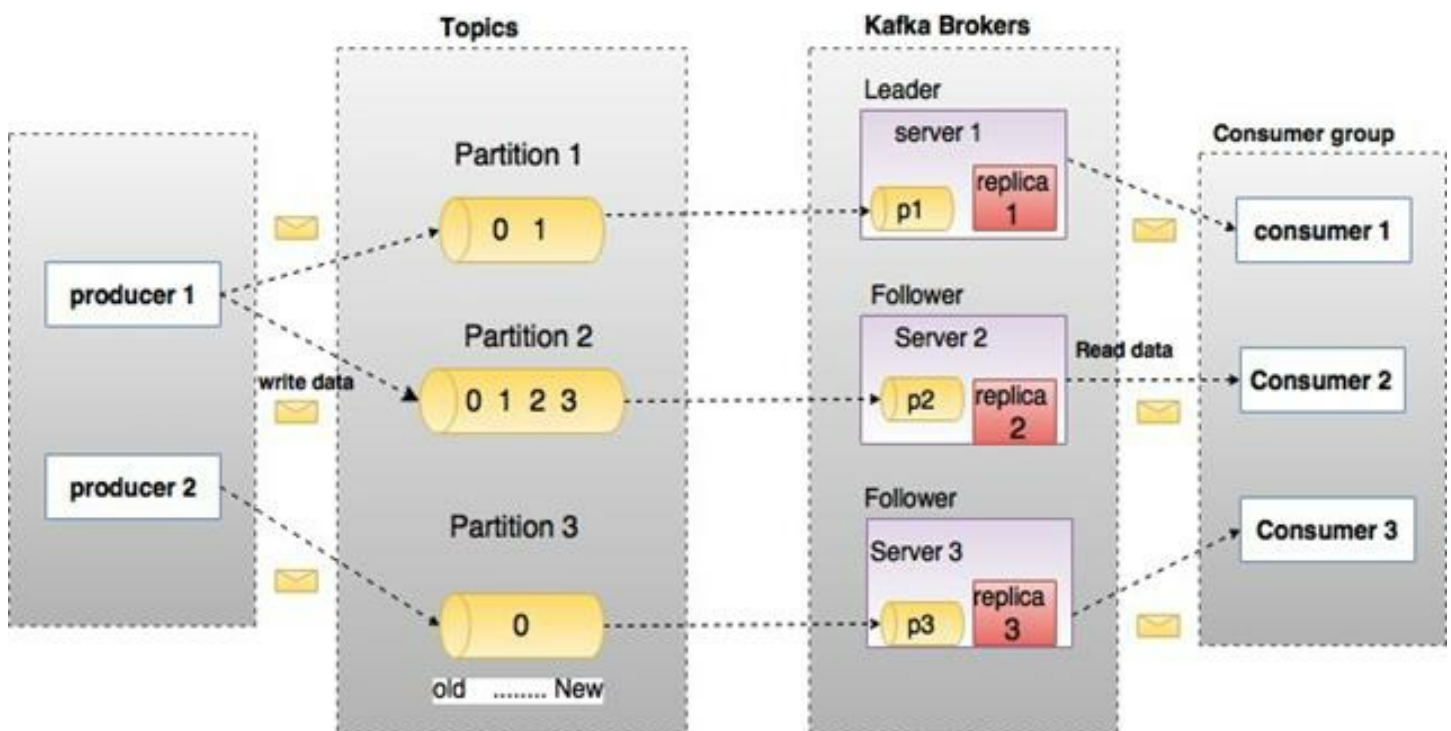 Topics
Kafka Brokers
Leader
server 1
Consumer group
Partition 1
replica
1
p1
0 1
consumer 1
producer 1
Follower
Partition 2
Server 2
Read data
write data
Consumer 2
0 1 2 3
p2
replica
2
producer 2
Follower
Partition 3
Consumer 3
Server 3
replica
3
0
p3
old ........ New